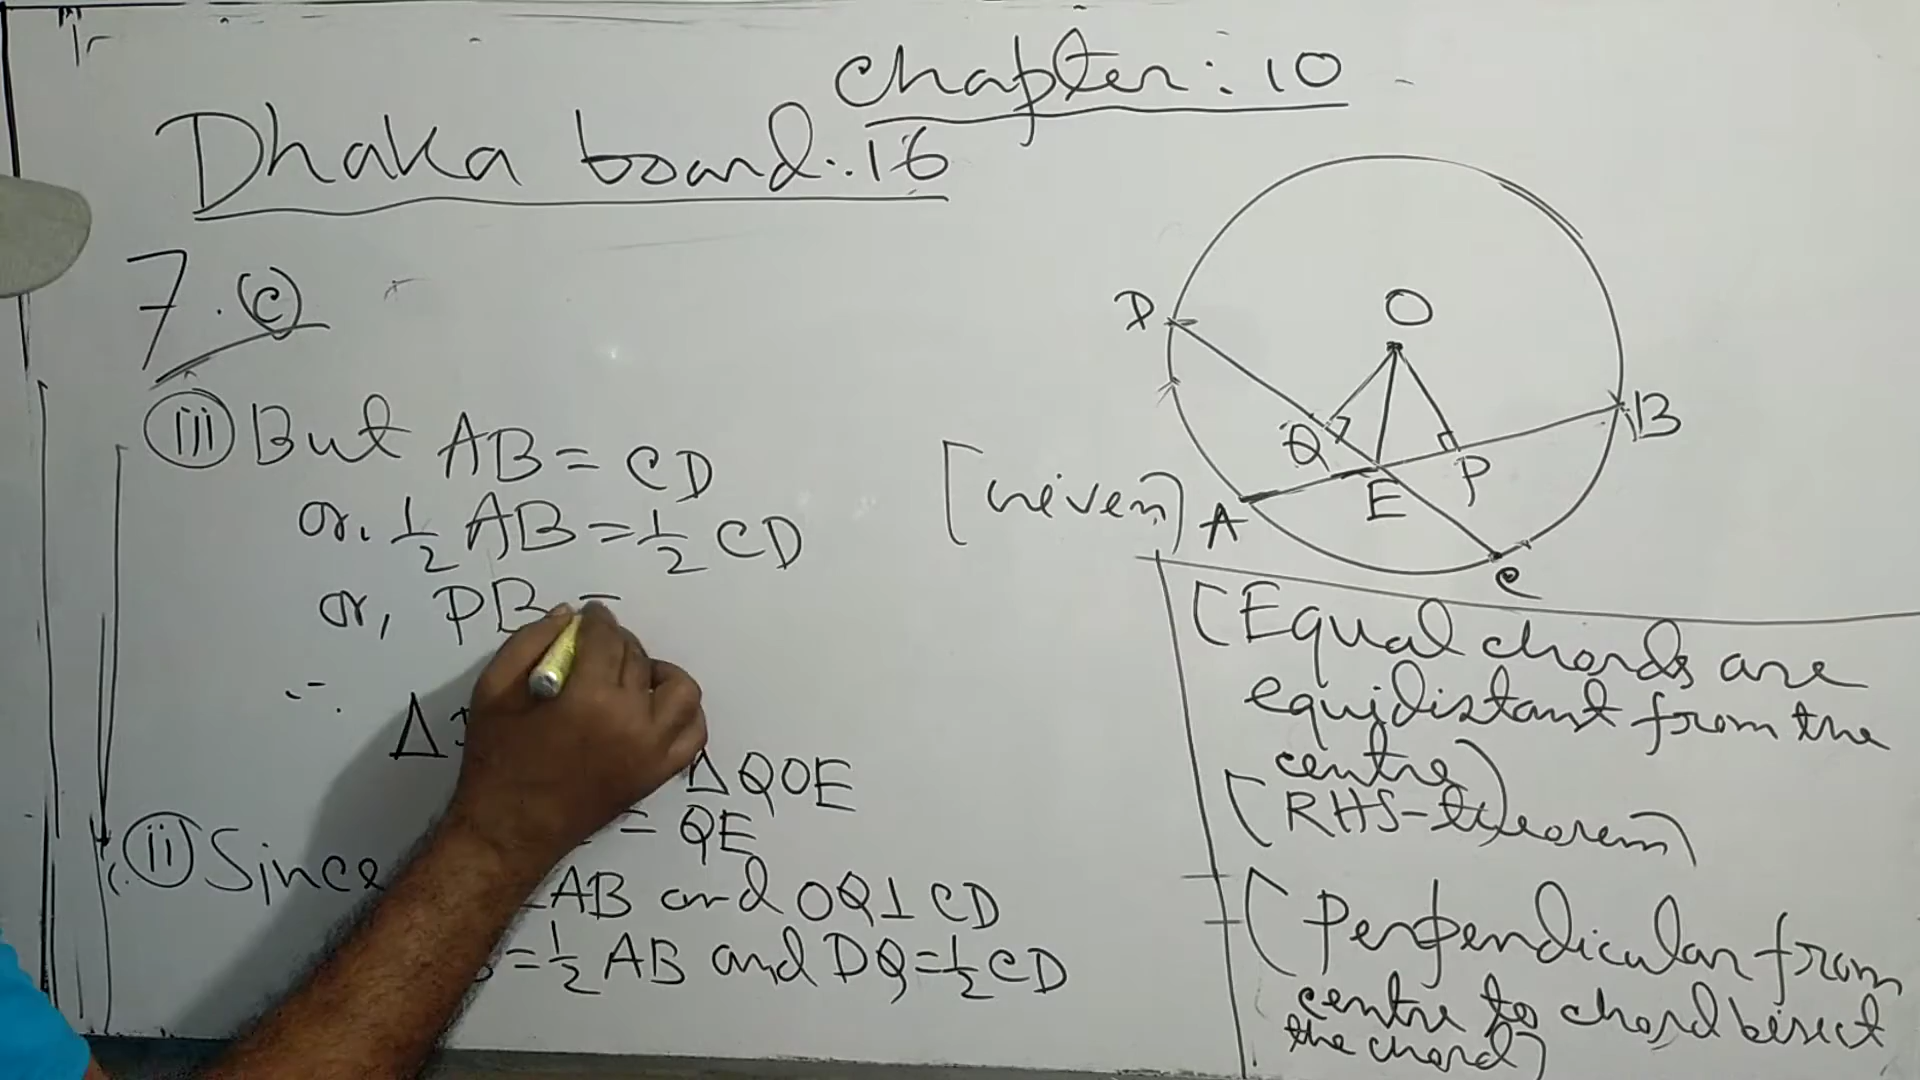 Chapter: 10
Dhaka board: 16
7. (c)
(iii) But AB = CD
[niven]
or, 1/2 AB = 1/2 CD
or, PB =
∴
Δ
ΔQOE
= QE
(ii) Since AB and OQ ⊥ CD
= 1/2 AB and DQ = 1/2 CD
D
O
B
Q
P
E
A
C
(Equal chords are
equidistant from the
centre)
(RHS-theorem)
(Perpendicular from
centre to chord bisect
the chord)